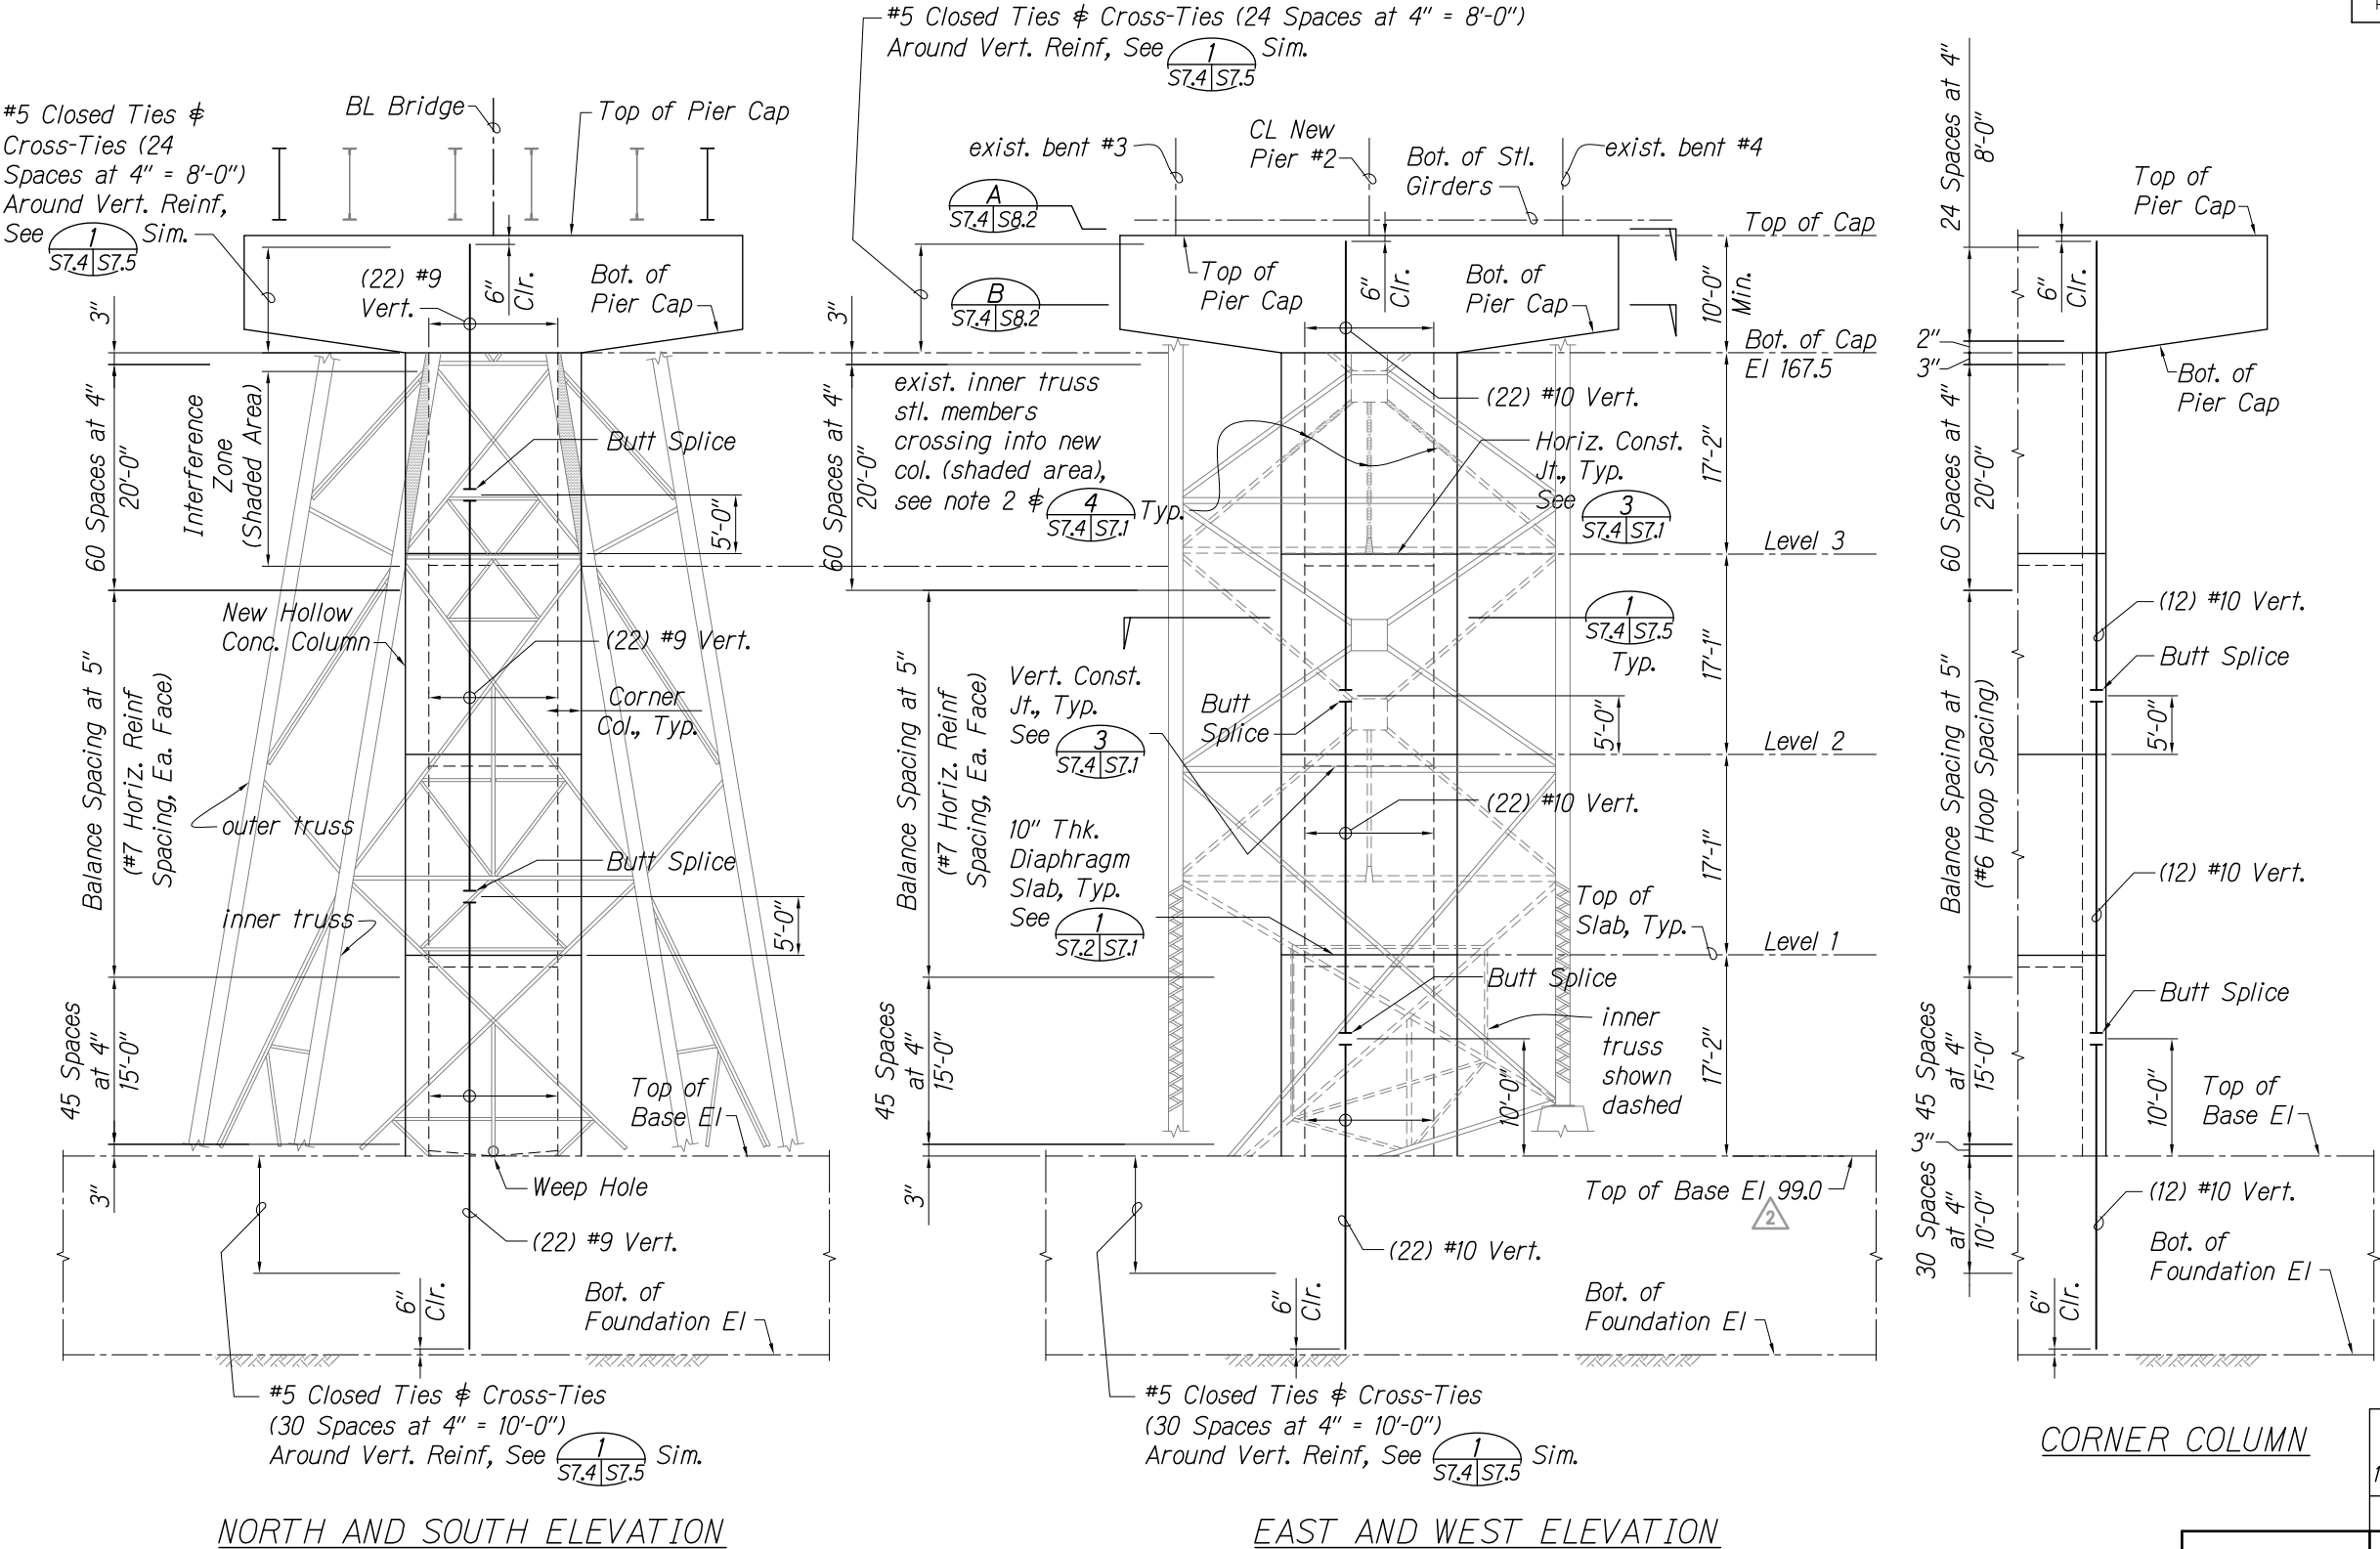 #5 Closed Ties & Cross-Ties (24 Spaces at 4" = 8'-0")
Around Vert. Reinf, See 1 S7.4 S7.5 Sim.
#5 Closed Ties &
Cross-Ties (24
Spaces at 4" = 8'-0")
Around Vert. Reinf,
See 1 S7.4 S7.5 Sim.
BL Bridge
Top of Pier Cap
(22) #9
Vert.
6"
Clr.
Bot. of
Pier Cap
3"
60 Spaces at 4"
20'-0"
Interference
Zone
(Shaded Area)
Butt Splice
5'-0"
New Hollow
Conc. Column
(22) #9 Vert.
Corner
Col., Typ.
Balance Spacing at 5"
(#7 Horiz. Reinf
Spacing, Ea. Face)
outer truss
Butt Splice
inner truss
5'-0"
45 Spaces
at 4"
15'-0"
Top of
Base El
3"
Weep Hole
(22) #9 Vert.
6"
Clr.
Bot. of
Foundation El
#5 Closed Ties & Cross-Ties
(30 Spaces at 4" = 10'-0")
Around Vert. Reinf, See 1 S7.4 S7.5 Sim.
NORTH AND SOUTH ELEVATION
exist. bent #3
CL New
Pier #2
Bot. of Stl.
Girders
exist. bent #4
A
S7.4 S8.2
B
S7.4 S8.2
Top of
Pier Cap
6"
Clr.
Bot. of
Pier Cap
10'-0"
Min.
Top of Cap
Bot. of Cap
El 167.5
3"
60 Spaces at 4"
20'-0"
exist. inner truss
stl. members
crossing into new
col. (shaded area),
see note 2 & 4 S7.4 S7.1 Typ.
(22) #10 Vert.
Horiz. Const.
Jt., Typ.
See 3 S7.4 S7.1
17'-2"
Level 3
1
S7.4 S7.5
Typ.
17'-1"
Vert. Const.
Jt., Typ.
See 3 S7.4 S7.1
Butt
Splice
5'-0"
Level 2
Balance Spacing at 5"
(#7 Horiz. Reinf
Spacing, Ea. Face)
(22) #10 Vert.
10" Thk.
Diaphragm
Slab, Typ.
See 1 S7.2 S7.1
17'-1"
Top of
Slab, Typ.
Level 1
Butt Splice
inner
truss
shown
dashed
45 Spaces
at 4"
15'-0"
10'-0"
17'-2"
3"
Top of Base El 99.0
2
(22) #10 Vert.
6"
Clr.
Bot. of
Foundation El
#5 Closed Ties & Cross-Ties
(30 Spaces at 4" = 10'-0")
Around Vert. Reinf, See 1 S7.4 S7.5 Sim.
EAST AND WEST ELEVATION
24 Spaces at 4"
8'-0"
Top of
Pier Cap
6"
Clr.
2"
3"
Bot. of
Pier Cap
60 Spaces at 4"
20'-0"
(12) #10 Vert.
Butt Splice
5'-0"
Balance Spacing at 5"
(#6 Hoop Spacing)
(12) #10 Vert.
Butt Splice
45 Spaces
at 4"
15'-0"
10'-0"
Top of
Base El
3"
30 Spaces
at 4"
10'-0"
(12) #10 Vert.
Bot. of
Foundation El
6"
Clr.
CORNER COLUMN